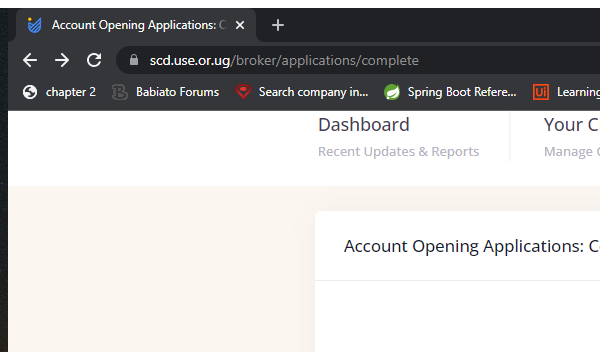 Account Opening Applications: C
scd.use.or.ug/broker/applications/complete
chapter 2 Babiato Forums Search company in... Spring Boot Refere... Ui Learning
Dashboard Your C
Recent Updates & Reports Manage
Account Opening Applications: C